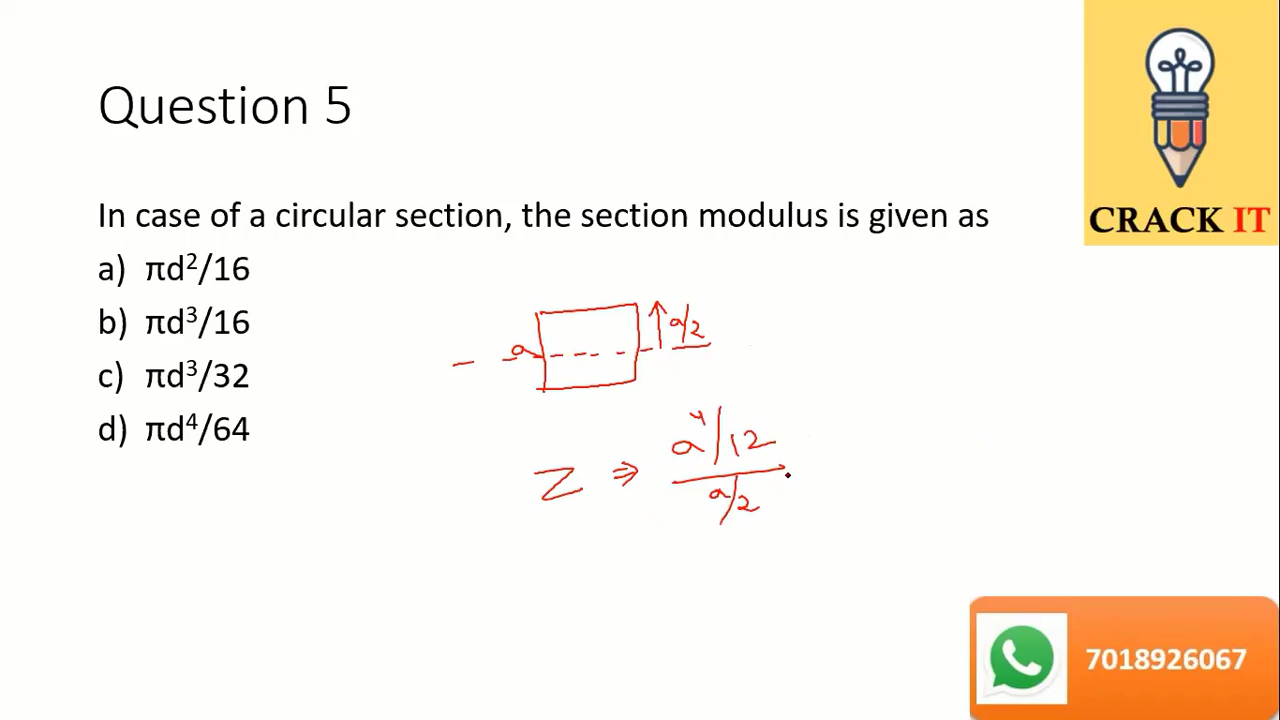 Question 5
In case of a circular section, the section modulus is given as
a) πd²/16
b) πd³/16
c) πd³/32
d) πd⁴/64
a
a/2
Z ⇒ a⁴/12
a/2
CRACK IT
7018926067